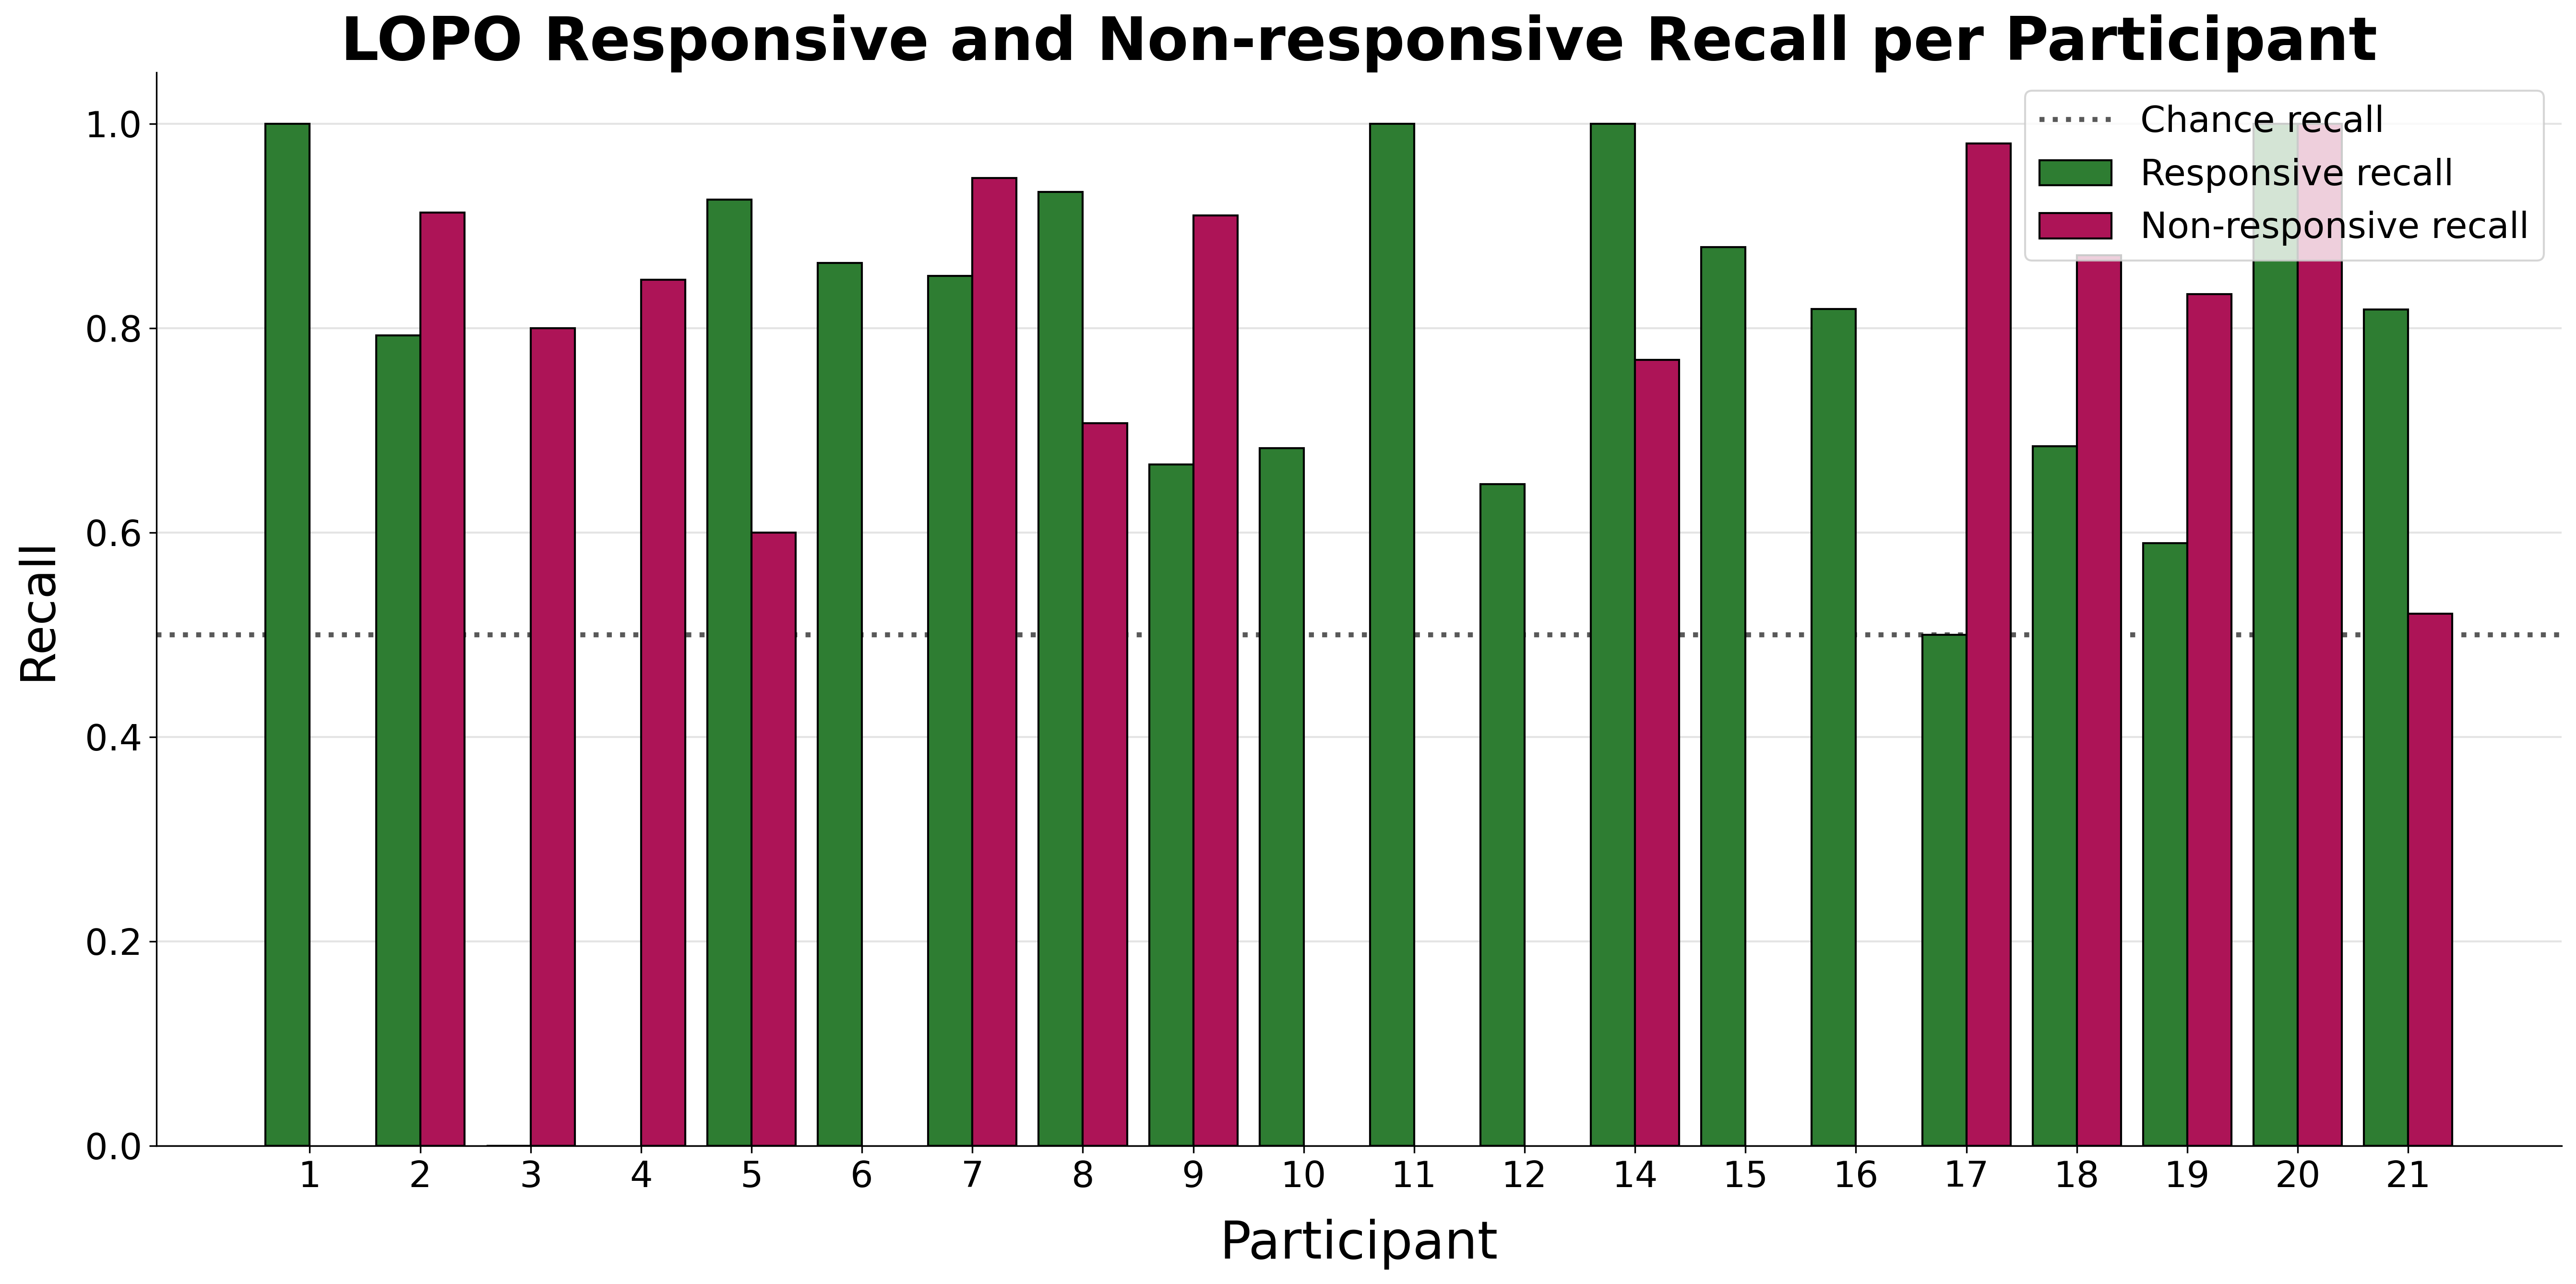 LOPO Responsive and Non-responsive Recall per Participant
Chance recall
Responsive recall
Non-responsive recall
Recall
1.0
0.8
0.6
0.4
0.2
0.0
1 2 3 4 5 6 7 8 9 10 11 12 14 15 16 17 18 19 20 21
Participant